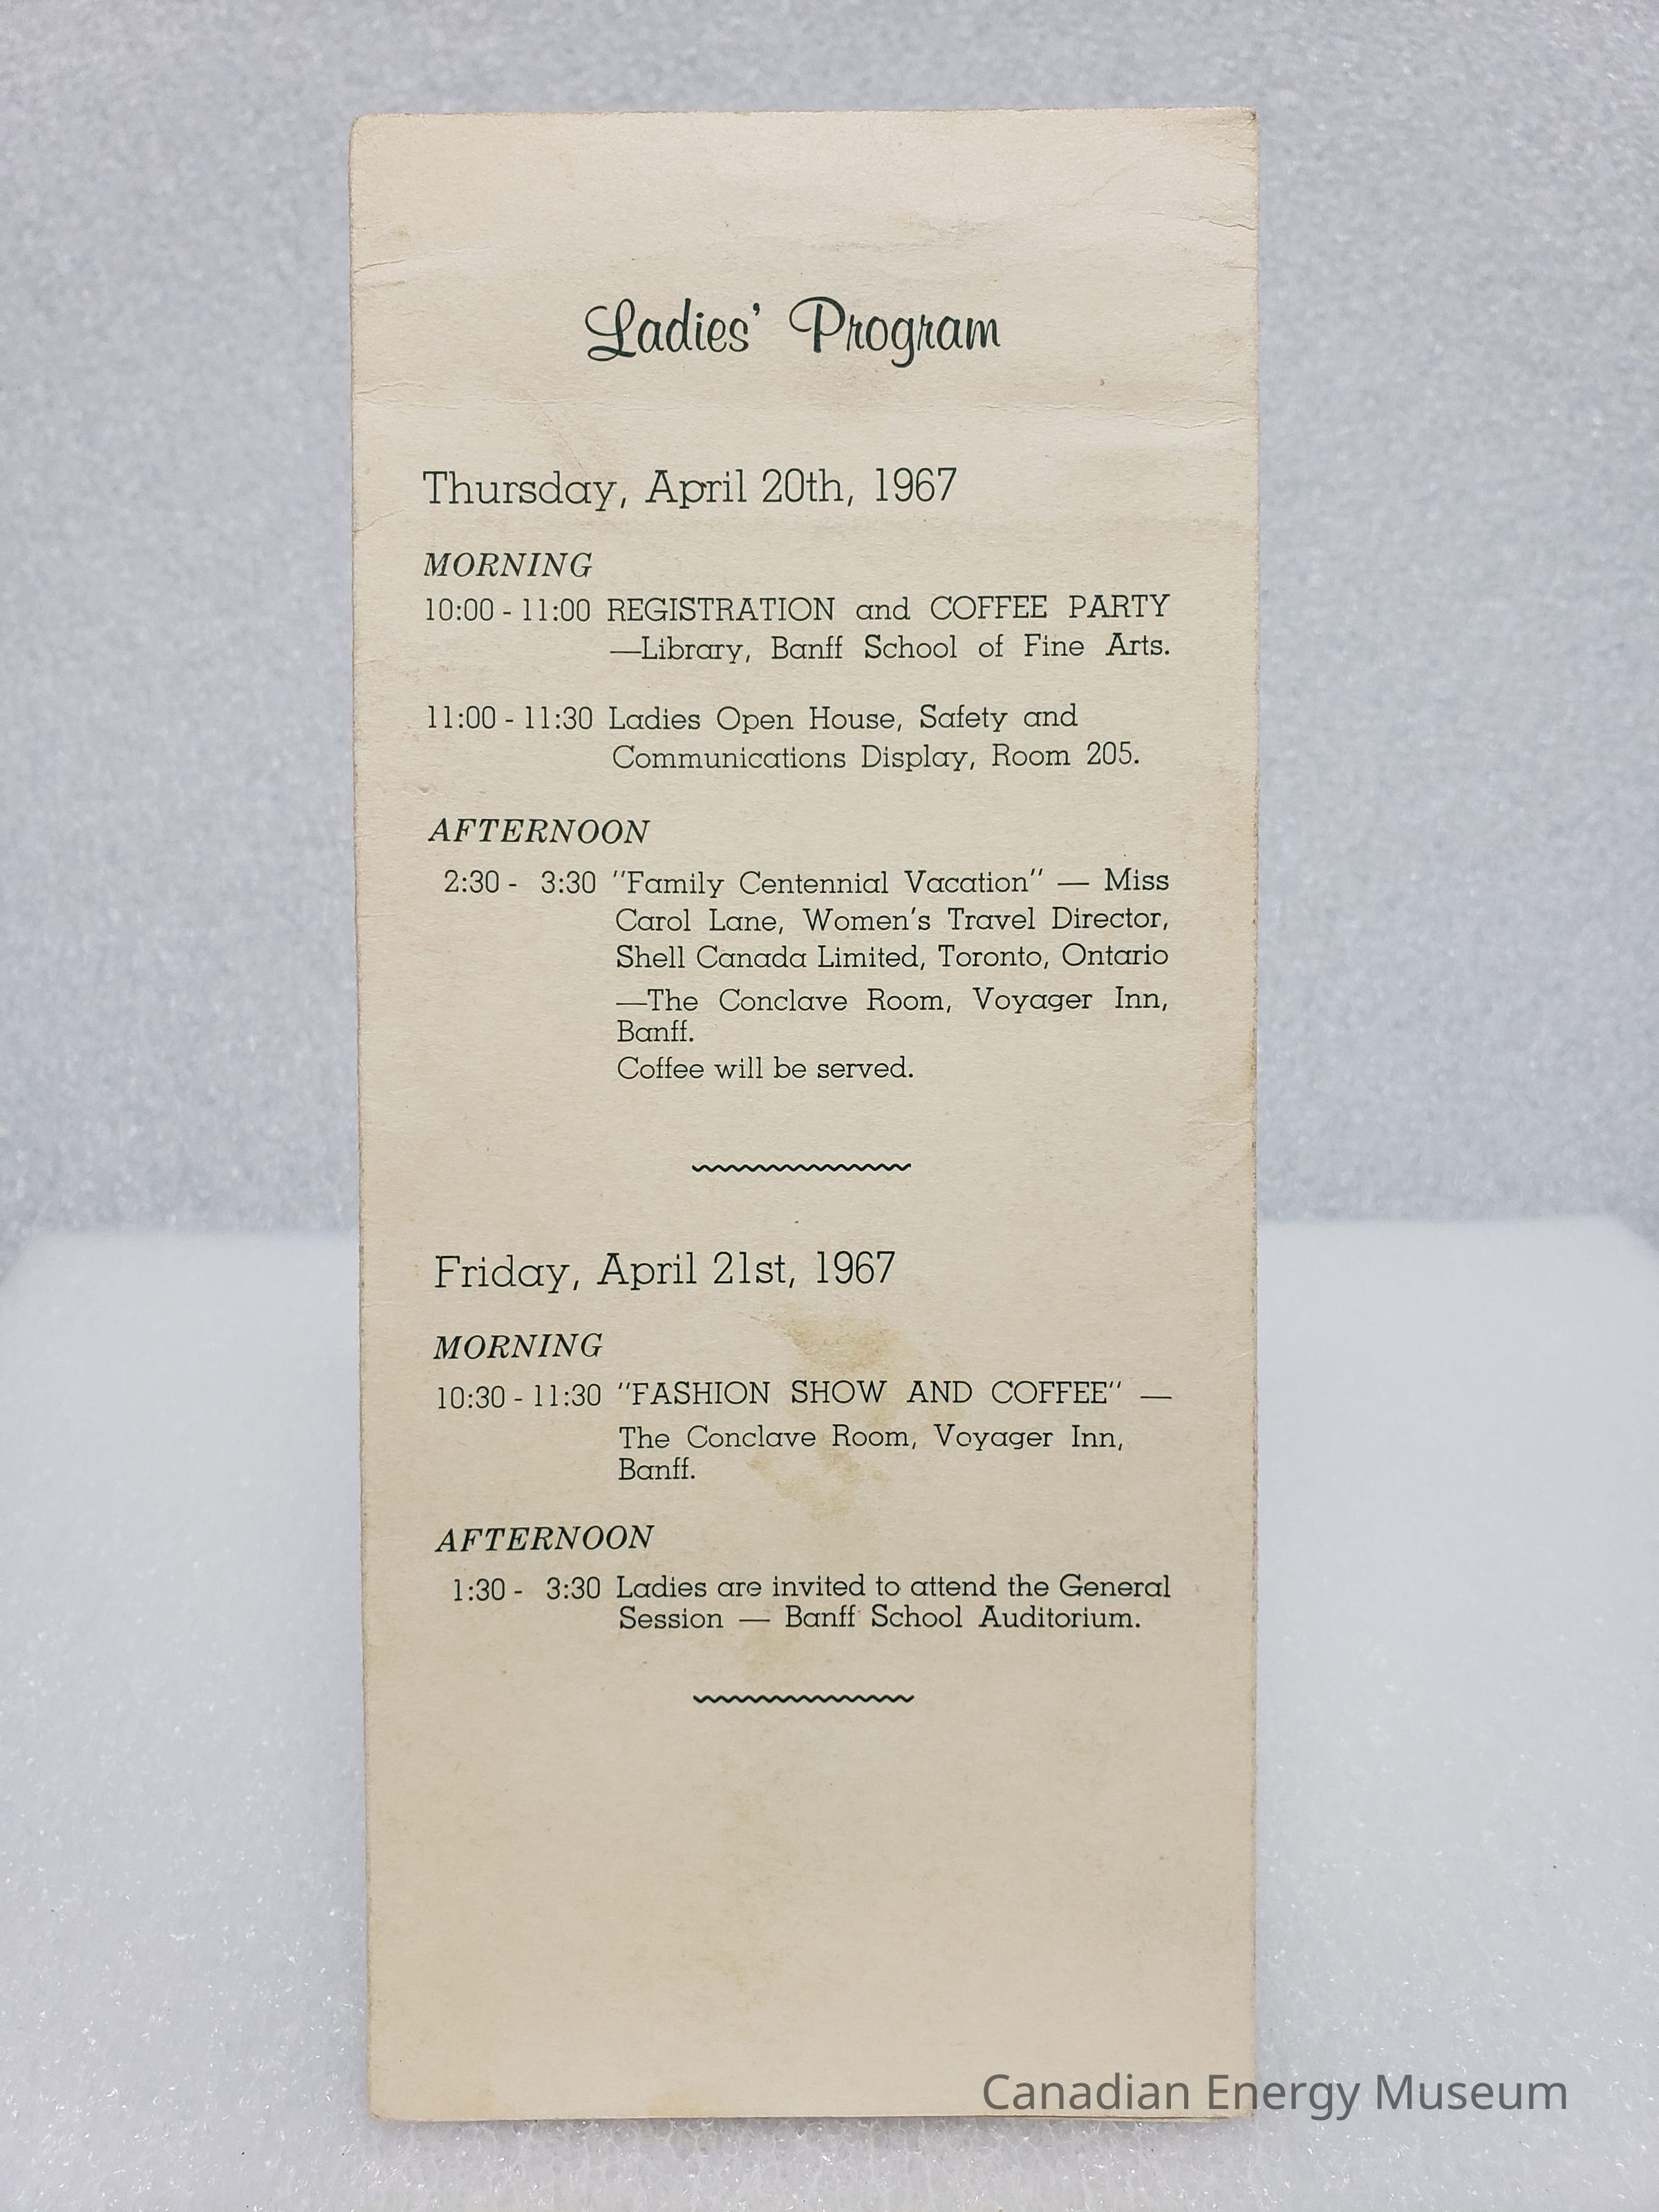 Ladies' Program
Thursday, April 20th, 1967
MORNING
10:00 - 11:00 REGISTRATION and COFFEE PARTY
—Library, Banff School of Fine Arts.
11:00 - 11:30 Ladies Open House, Safety and
Communications Display, Room 205.
AFTERNOON
2:30 - 3:30 "Family Centennial Vacation" — Miss
Carol Lane, Women's Travel Director,
Shell Canada Limited, Toronto, Ontario
—The Conclave Room, Voyager Inn,
Banff.
Coffee will be served.
Friday, April 21st, 1967
MORNING
10:30 - 11:30 "FASHION SHOW AND COFFEE" —
The Conclave Room, Voyager Inn,
Banff.
AFTERNOON
1:30 - 3:30 Ladies are invited to attend the General
Session — Banff School Auditorium.
Canadian Energy Museum